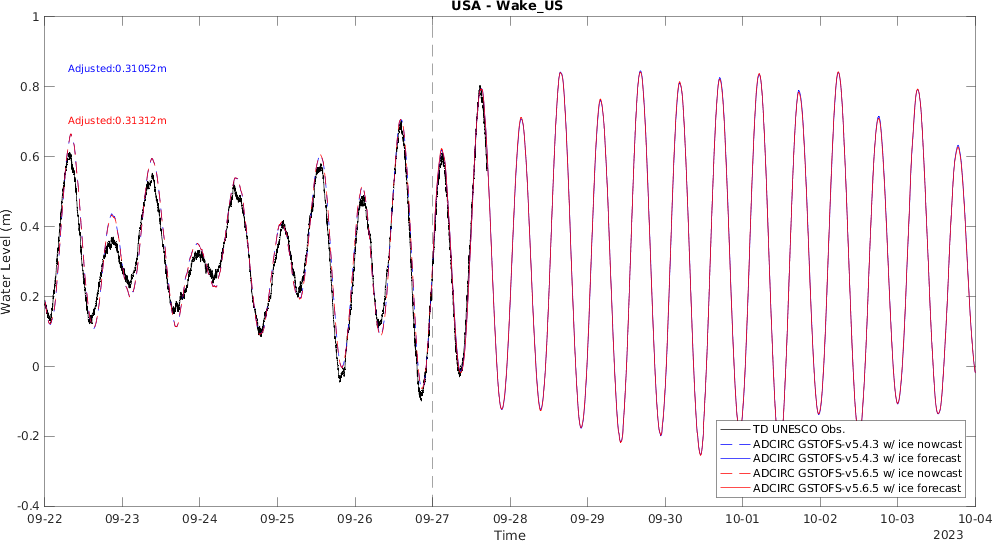 USA - Wake_US
1
0.8
0.6
0.4
0.2
0
-0.2
-0.4
Water Level (m)
Adjusted:0.31052m
Adjusted:0.31312m
TD UNESCO Obs.
ADCIRC GSTOFS-v5.4.3 w/ ice nowcast
ADCIRC GSTOFS-v5.4.3 w/ ice forecast
ADCIRC GSTOFS-v5.6.5 w/ ice nowcast
ADCIRC GSTOFS-v5.6.5 w/ ice forecast
09-22 09-23 09-24 09-25 09-26 09-27 09-28 09-29 09-30 10-01 10-02 10-03 10-04
Time
2023